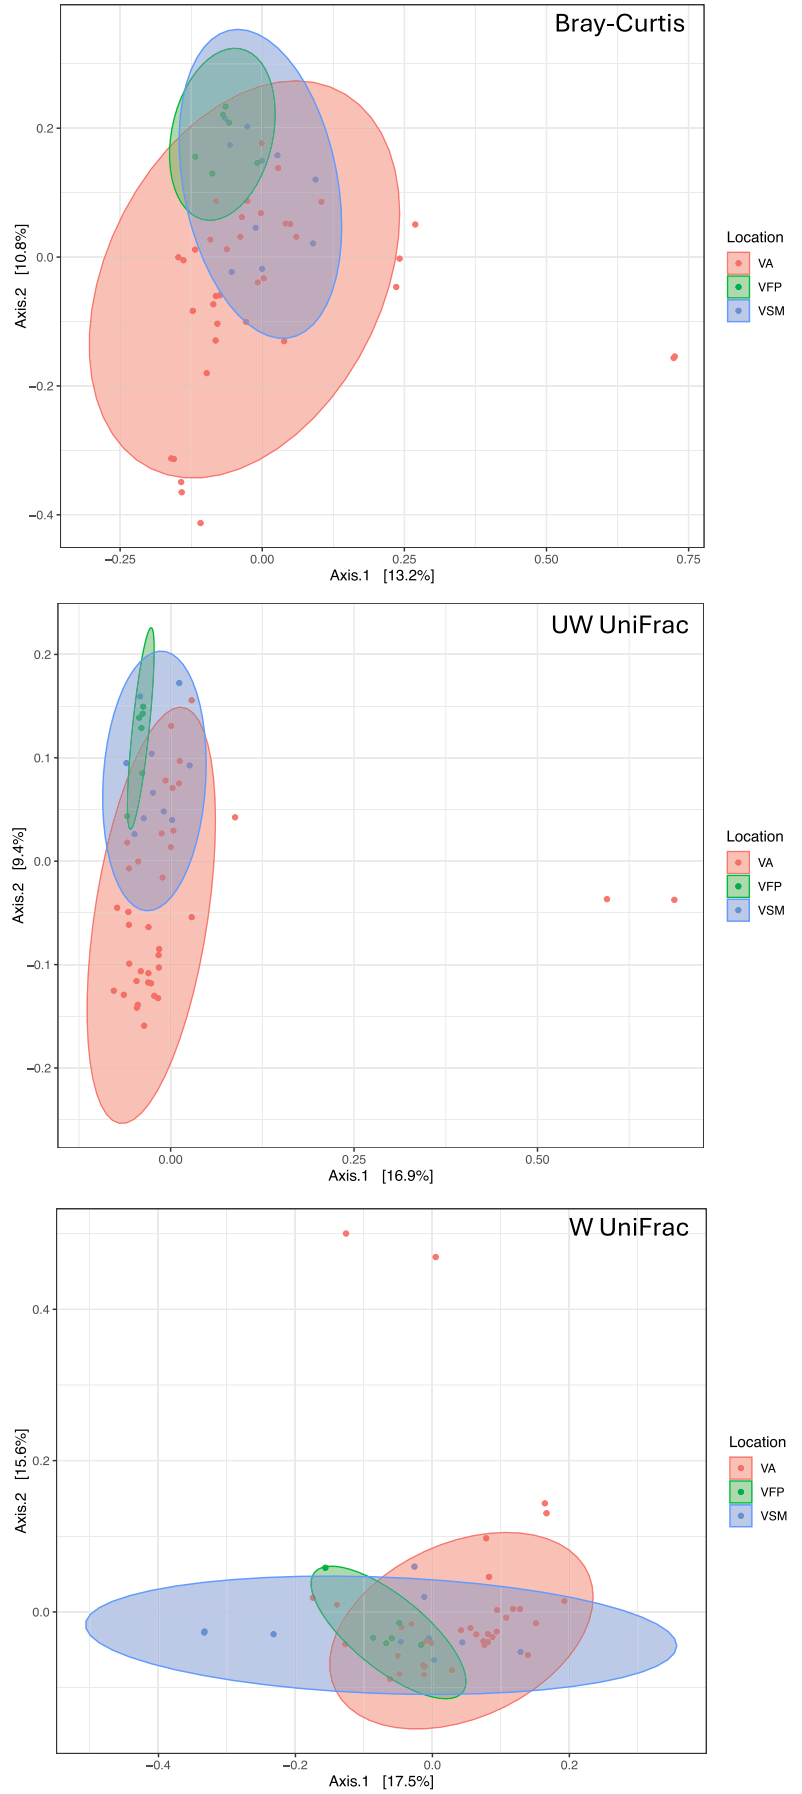 Bray-Curtis
0.2
0.0
−0.2
−0.4
Axis.2 [10.8%]
−0.25 0.00 0.25 0.50 0.75
Axis.1 [13.2%]
Location
VA
VFP
VSM
UW UniFrac
0.2
0.1
0.0
−0.1
−0.2
Axis.2 [9.4%]
0.00 0.25 0.50
Axis.1 [16.9%]
Location
VA
VFP
VSM
W UniFrac
0.4
0.2
0.0
Axis.2 [15.6%]
−0.4 −0.2 0.0 0.2
Axis.1 [17.5%]
Location
VA
VFP
VSM